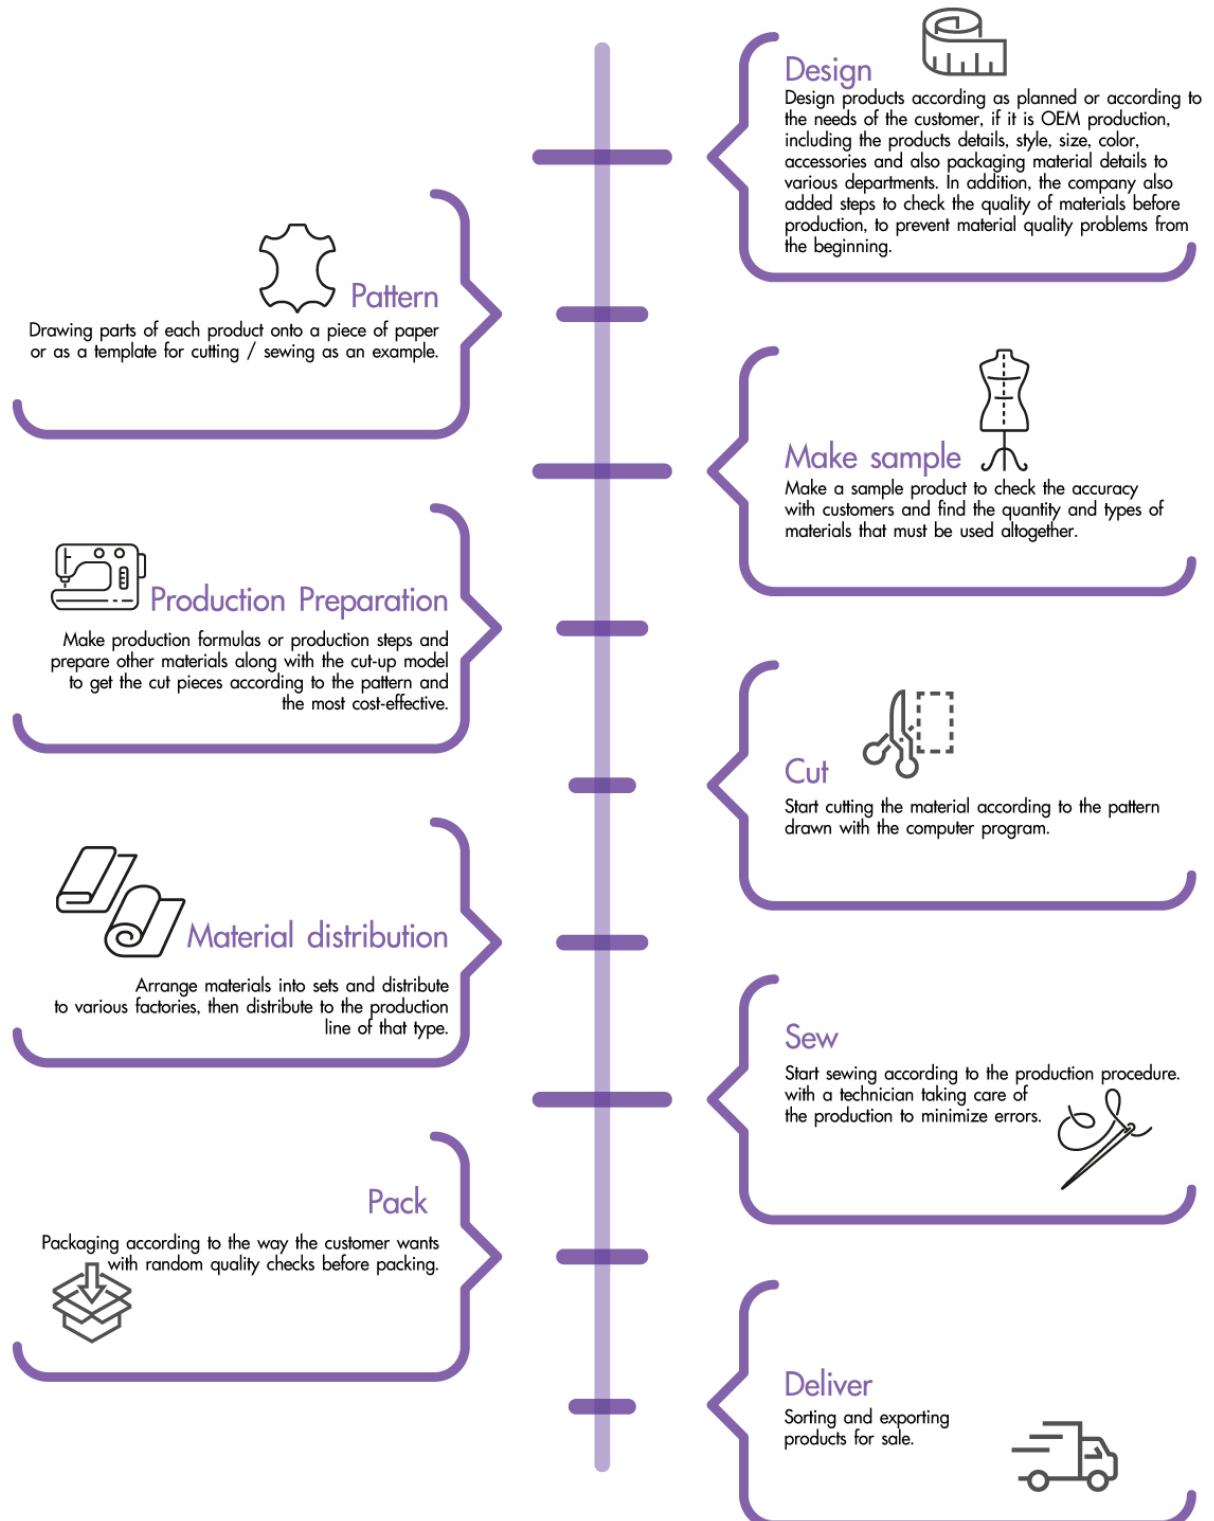 Design
Design products according as planned or according to
the needs of the customer, if it is OEM production,
including the products details, style, size, color,
accessories and also packaging material details to
various departments. In addition, the company also
added steps to check the quality of materials before
production, to prevent material quality problems from
the beginning.
Pattern
Drawing parts of each product onto a piece of paper
or as a template for cutting / sewing as an example.
Make sample
Make a sample product to check the accuracy
with customers and find the quantity and types of
materials that must be used altogether.
Production Preparation
Make production formulas or production steps and
prepare other materials along with the cut-up model
to get the cut pieces according to the pattern and
the most cost-effective.
Cut
Start cutting the material according to the pattern
drawn with the computer program.
Material distribution
Arrange materials into sets and distribute
to various factories, then distribute to the production
line of that type.
Sew
Start sewing according to the production procedure.
with a technician taking care of
the production to minimize errors.
Pack
Packaging according to the way the customer wants
with random quality checks before packing.
Deliver
Sorting and exporting
products for sale.